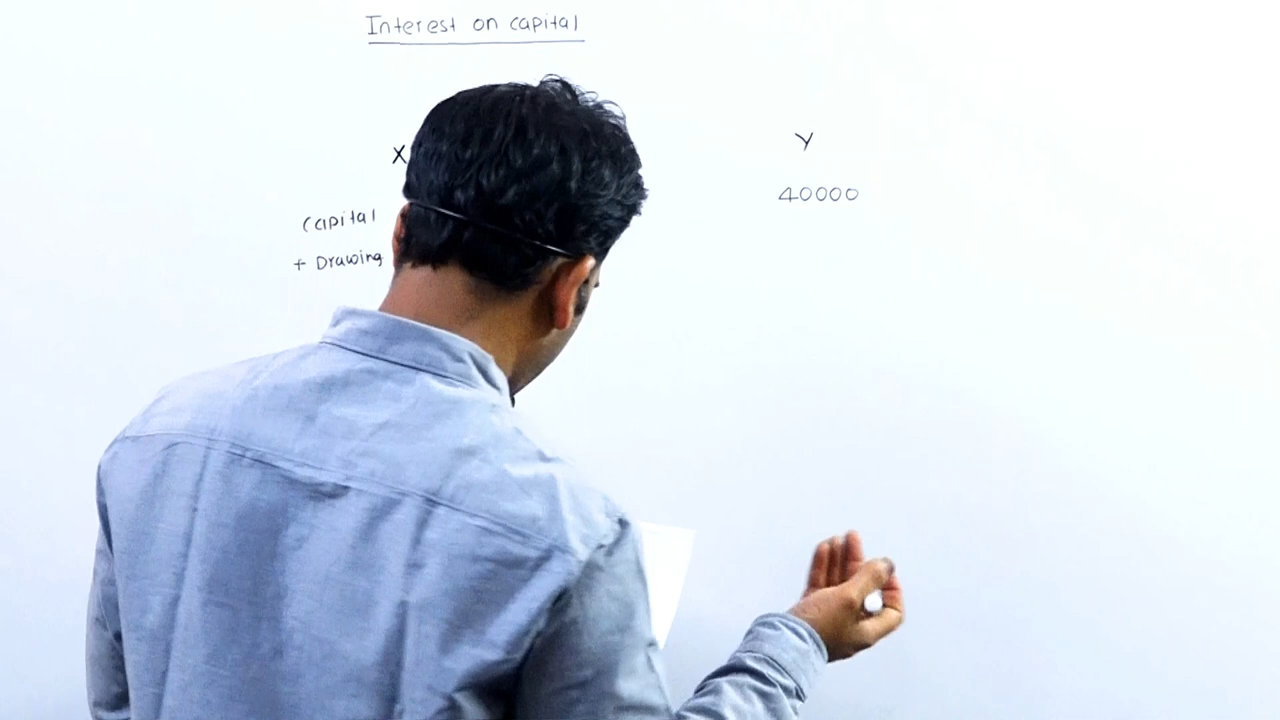 Interest on capital
X Y
40000
capital
+ Drawing